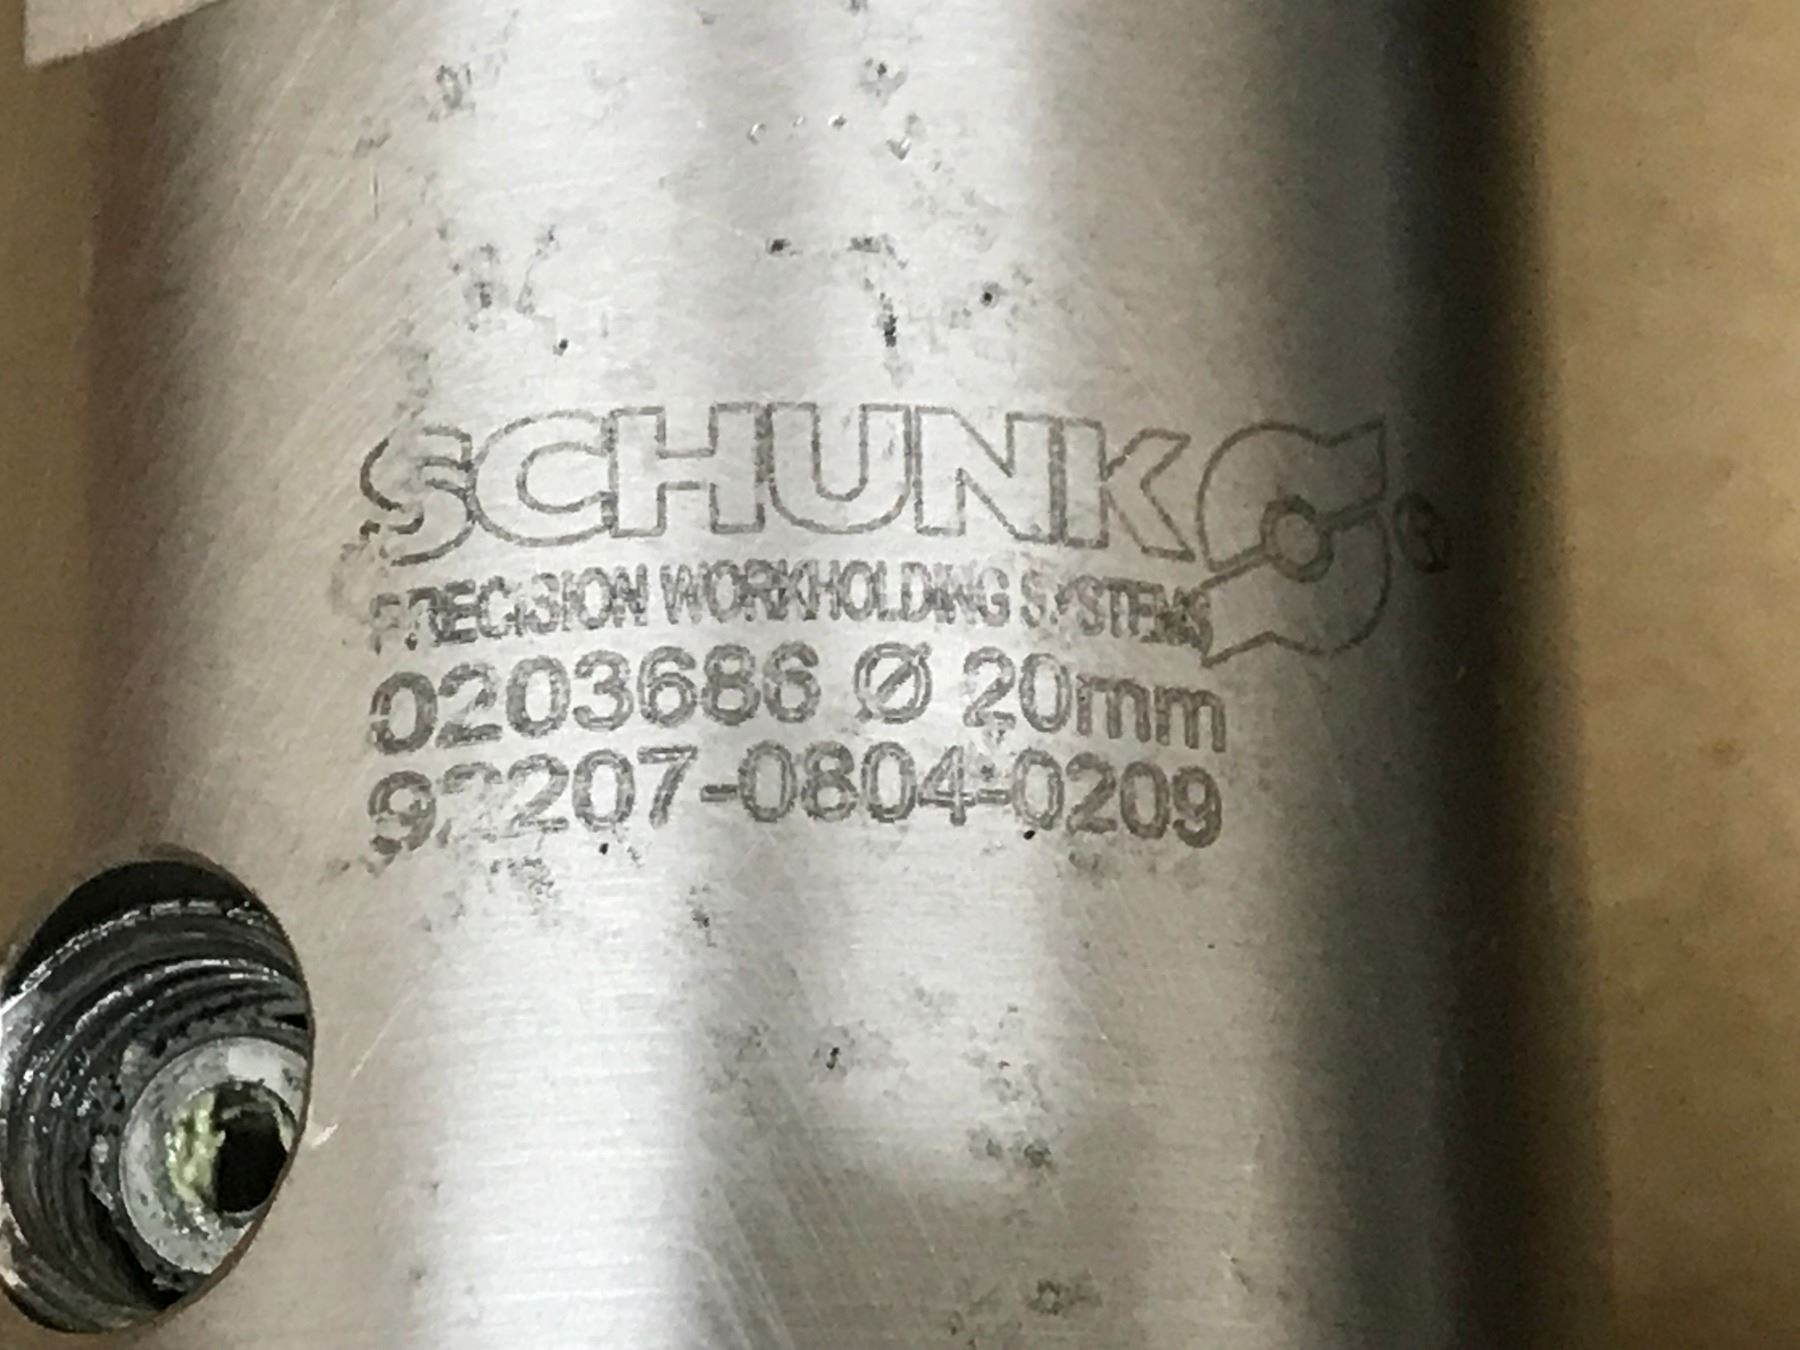 SCHUNK ®
PRECISION WORKHOLDING SYSTEMS
0203686 Ø 20mm
92207-0804-0209